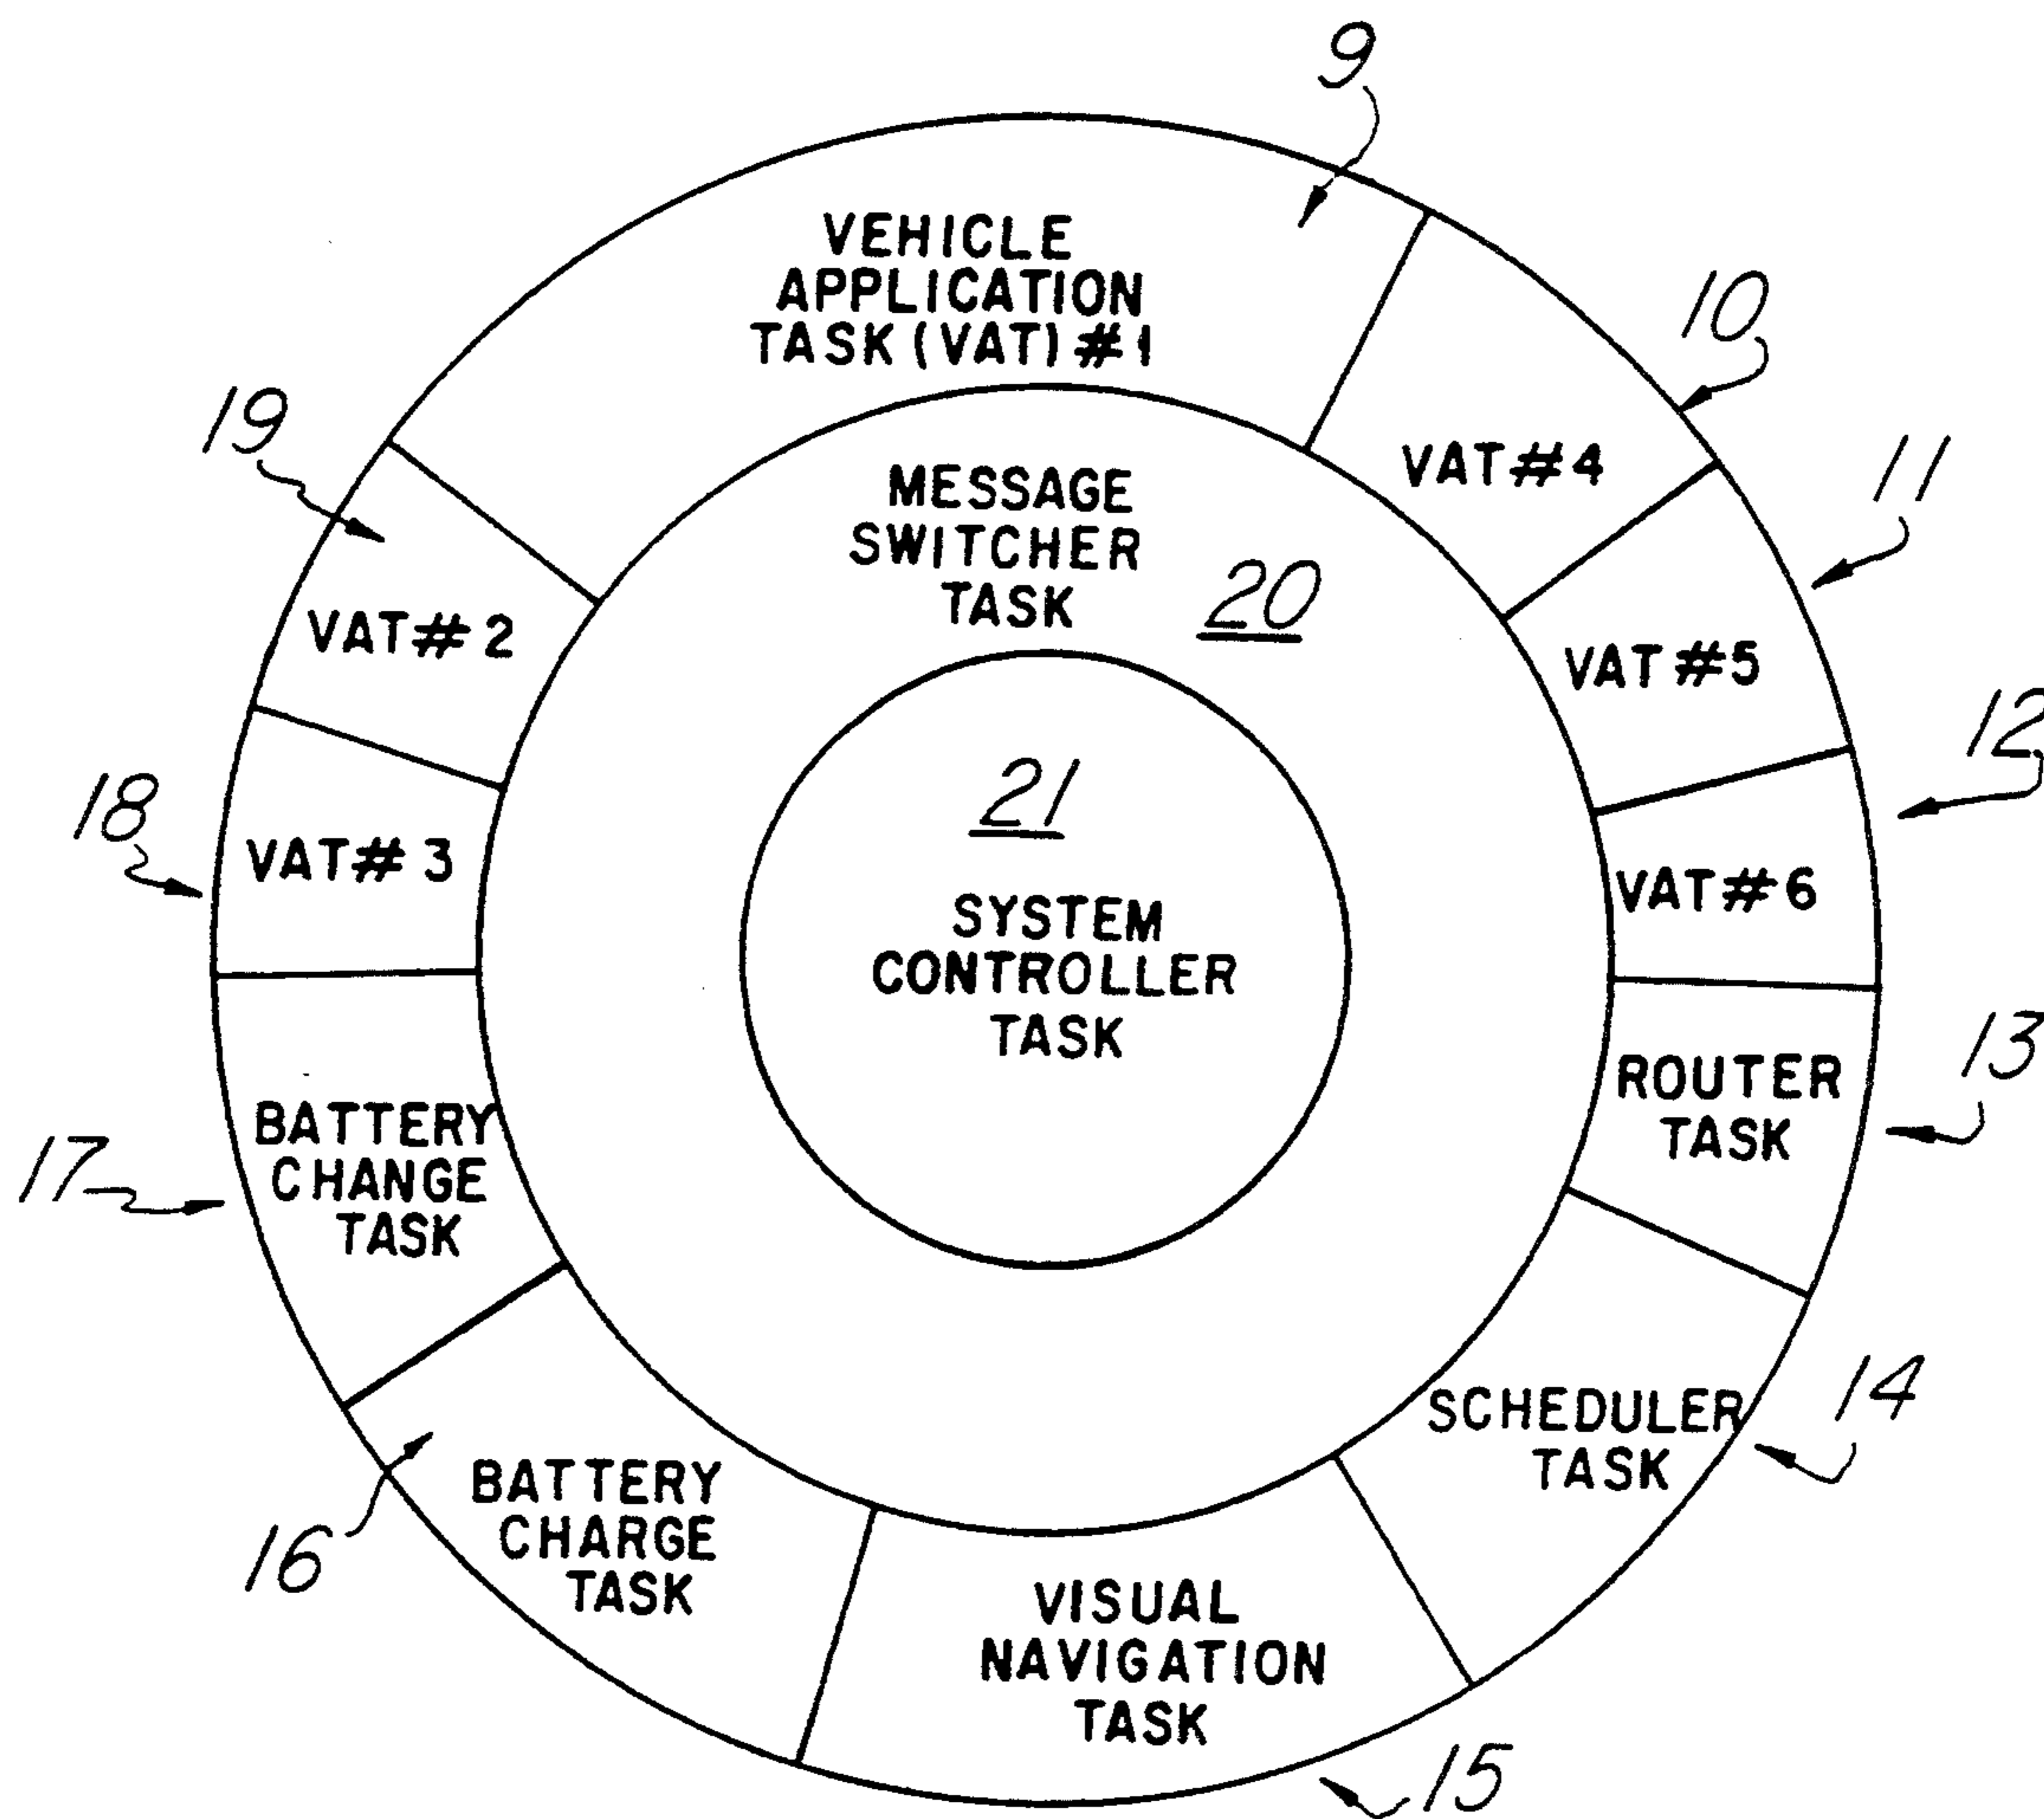 9
VEHICLE
APPLICATION
TASK (VAT) #1
10
19
VAT #4
11
MESSAGE
SWITCHER
TASK
20
VAT # 2
VAT #5
12
21
18
VAT # 3
VAT # 6
SYSTEM
CONTROLLER
TASK
13
ROUTER
TASK
17
BATTERY
CHANGE
TASK
14
SCHEDULER
TASK
16
BATTERY
CHARGE
TASK
VISUAL
NAVIGATION
TASK
15